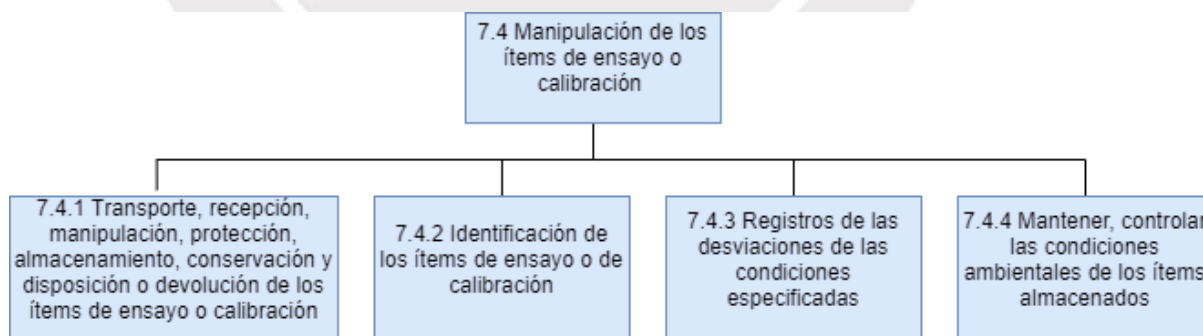 7.4 Manipulación de los
ítems de ensayo o
calibración
7.4.1 Transporte, recepción,
manipulación, protección,
almacenamiento, conservación y
disposición o devolución de los
ítems de ensayo o calibración
7.4.2 Identificación de
los ítems de ensayo o de
calibración
7.4.3 Registros de las
desviaciones de las
condiciones
especificadas
7.4.4 Mantener, controlar
las condiciones
ambientales de los ítems
almacenados